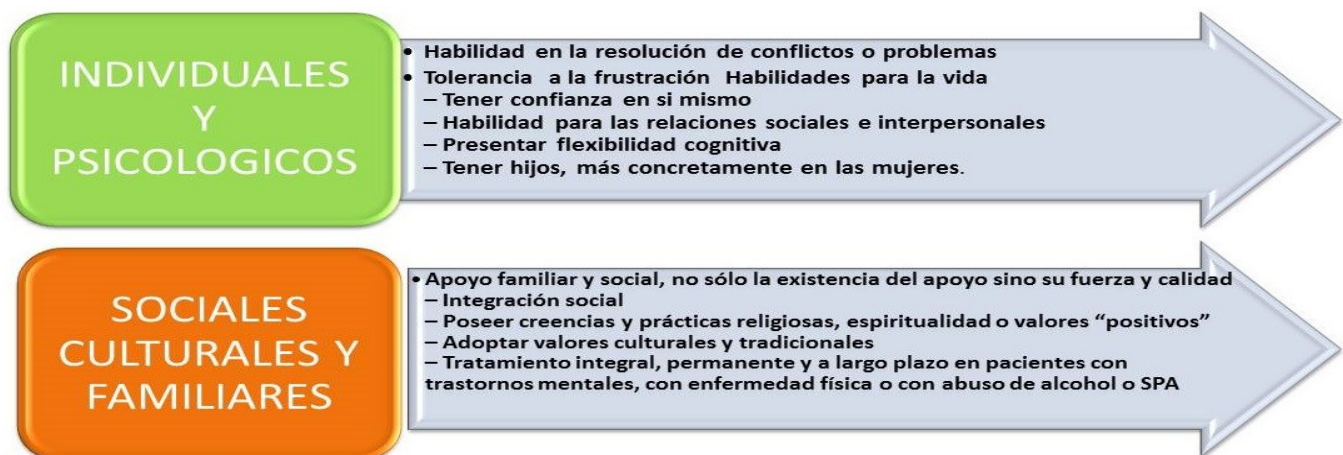 INDIVIDUALES
Y
PSICOLOGICOS
• Habilidad en la resolución de conflictos o problemas
• Tolerancia a la frustración Habilidades para la vida
– Tener confianza en si mismo
– Habilidad para las relaciones sociales e interpersonales
– Presentar flexibilidad cognitiva
– Tener hijos, más concretamente en las mujeres.
SOCIALES
CULTURALES Y
FAMILIARES
• Apoyo familiar y social, no sólo la existencia del apoyo sino su fuerza y calidad
– Integración social
– Poseer creencias y prácticas religiosas, espiritualidad o valores “positivos”
– Adoptar valores culturales y tradicionales
– Tratamiento integral, permanente y a largo plazo en pacientes con
trastornos mentales, con enfermedad física o con abuso de alcohol o SPA